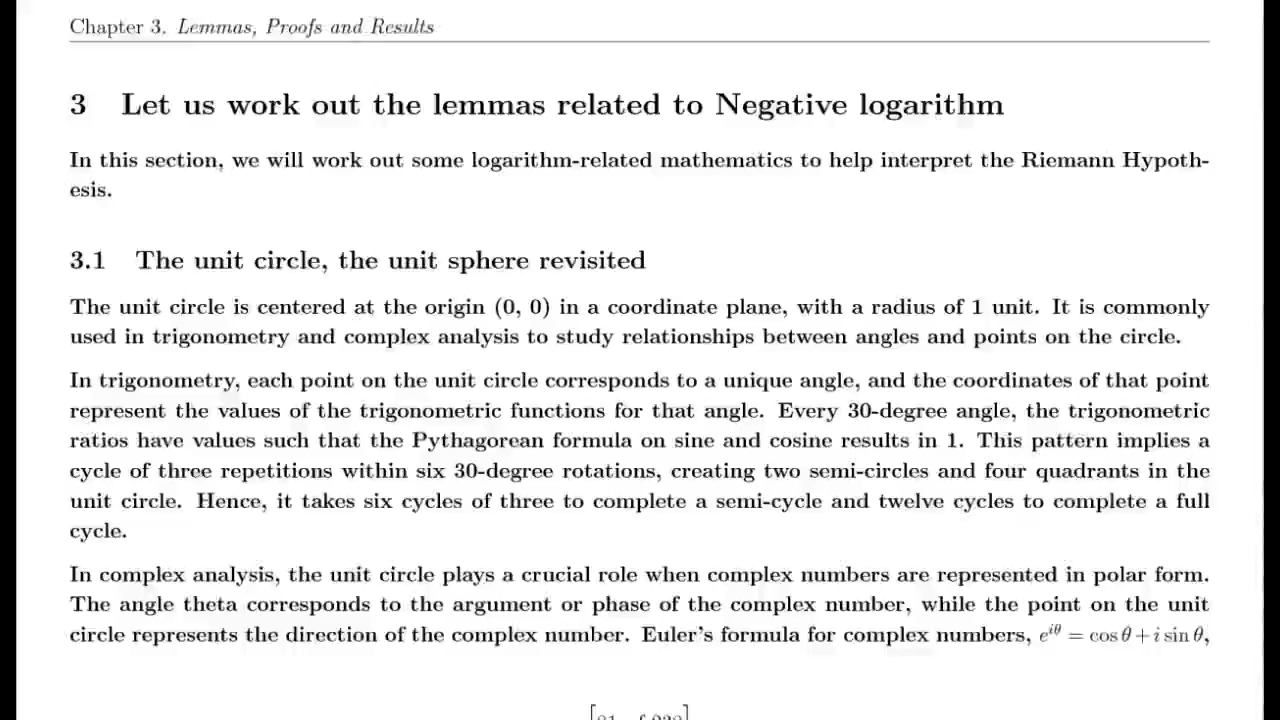 Chapter 3. Lemmas, Proofs and Results
3 Let us work out the lemmas related to Negative logarithm
In this section, we will work out some logarithm-related mathematics to help interpret the Riemann Hypoth-
esis.
3.1 The unit circle, the unit sphere revisited
The unit circle is centered at the origin (0, 0) in a coordinate plane, with a radius of 1 unit. It is commonly
used in trigonometry and complex analysis to study relationships between angles and points on the circle.
In trigonometry, each point on the unit circle corresponds to a unique angle, and the coordinates of that point
represent the values of the trigonometric functions for that angle. Every 30-degree angle, the trigonometric
ratios have values such that the Pythagorean formula on sine and cosine results in 1. This pattern implies a
cycle of three repetitions within six 30-degree rotations, creating two semi-circles and four quadrants in the
unit circle. Hence, it takes six cycles of three to complete a semi-cycle and twelve cycles to complete a full
cycle.
In complex analysis, the unit circle plays a crucial role when complex numbers are represented in polar form.
The angle theta corresponds to the argument or phase of the complex number, while the point on the unit
circle represents the direction of the complex number. Euler's formula for complex numbers, e^{iθ} = cos θ + i sin θ,